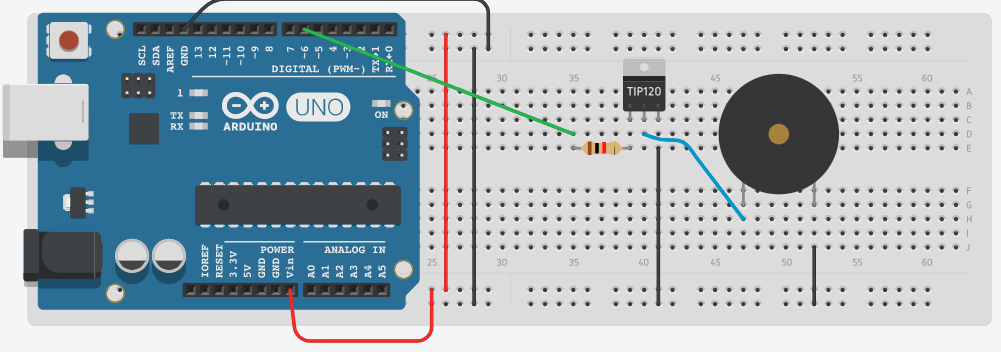 SCL
SDA
AREF
GND
13
12
~11
~10
~9
8
7
~6
~5
4
~3
2
TX→1
RX←0
DIGITAL (PWM~)
1
TX
RX
ARDUINO
UNO
ON
IOREF
RESET
3.3V
5V
GND
GND
Vin
POWER
A0
A1
A2
A3
A4
A5
ANALOG IN
25
30
35
45
55
60
TIP120
A
B
C
D
E
F
G
H
I
J
25
30
35
40
45
50
55
60